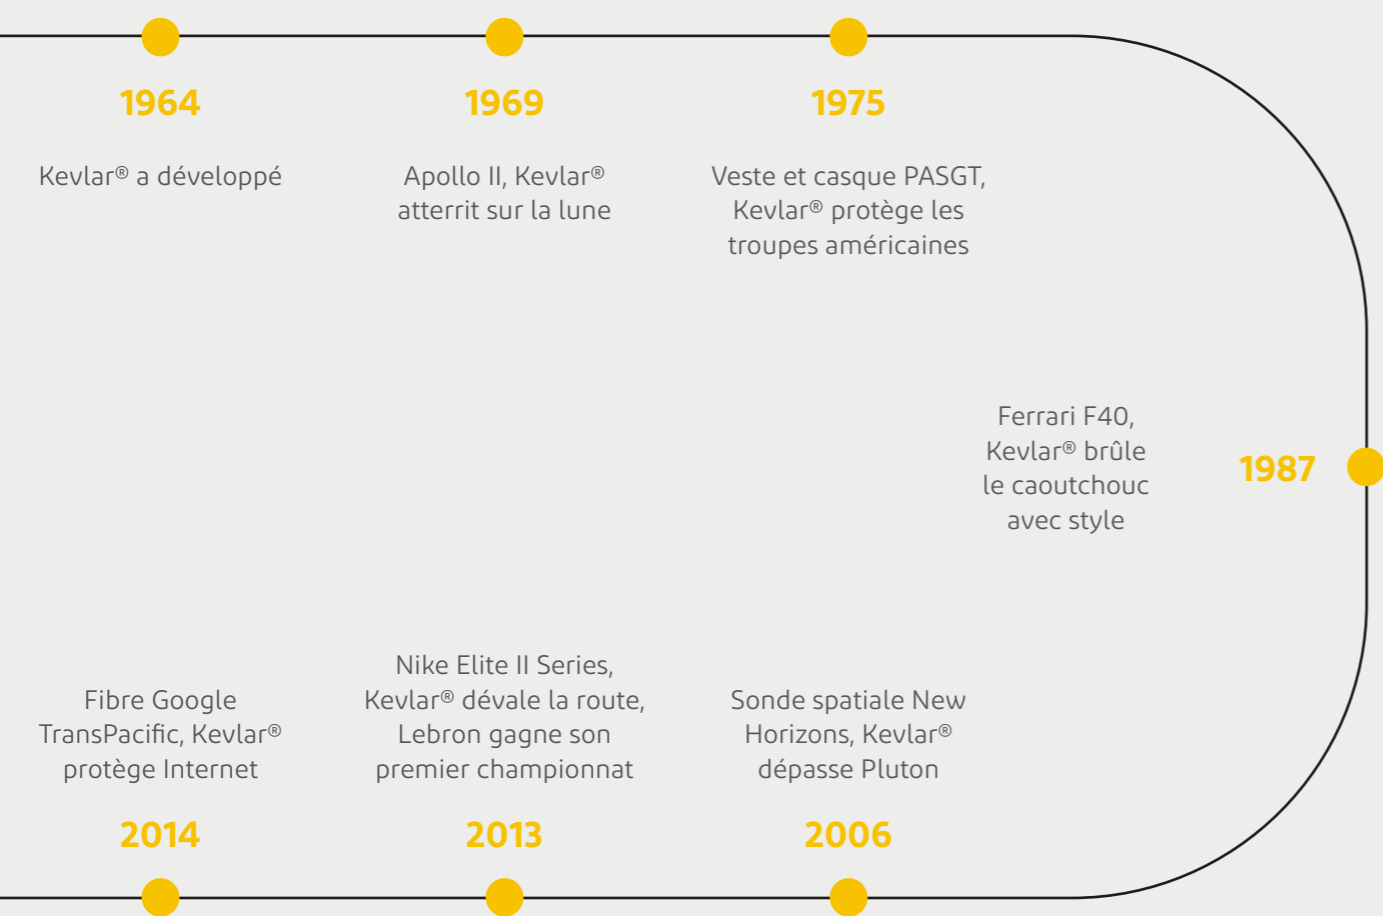 1964
Kevlar® a développé
1969
Apollo II, Kevlar®
atterrit sur la lune
1975
Veste et casque PASGT,
Kevlar® protège les
troupes américaines
Ferrari F40,
Kevlar® brûle
le caoutchouc
avec style
1987
Sonde spatiale New
Horizons, Kevlar®
dépasse Pluton
2006
Nike Elite II Series,
Kevlar® dévale la route,
Lebron gagne son
premier championnat
2013
Fibre Google
TransPacific, Kevlar®
protège Internet
2014